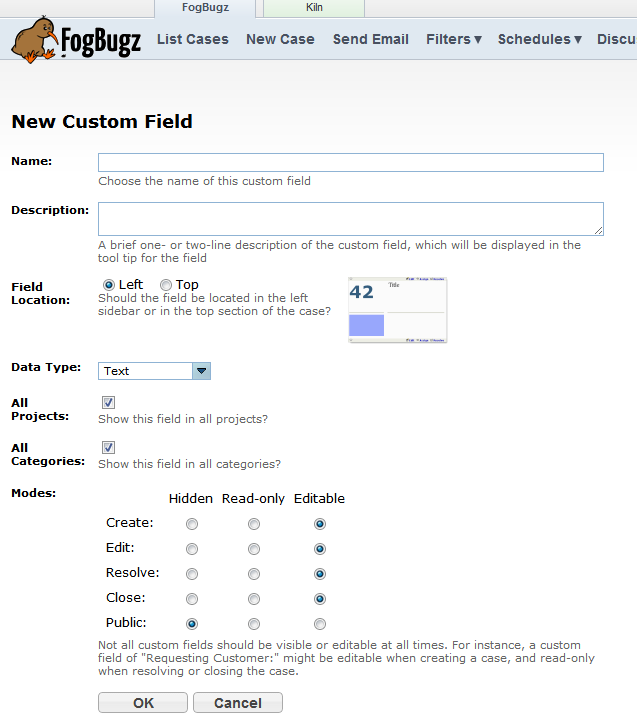 FogBugz Kiln
FogBugz List Cases New Case Send Email Filters ▾ Schedules ▾ Discu
New Custom Field
Name:
Choose the name of this custom field
Description:
A brief one- or two-line description of the custom field, which will be displayed in the
tool tip for the field
Field
Location:
Left Top
Should the field be located in the left
sidebar or in the top section of the case?
42 Title
Data Type: Text
All
Projects:
Show this field in all projects?
All
Categories:
Show this field in all categories?
Modes:
Hidden Read-only Editable
Create:
Edit:
Resolve:
Close:
Public:
Not all custom fields should be visible or editable at all times. For instance, a custom
field of "Requesting Customer:" might be editable when creating a case, and read-only
when resolving or closing the case.
OK Cancel